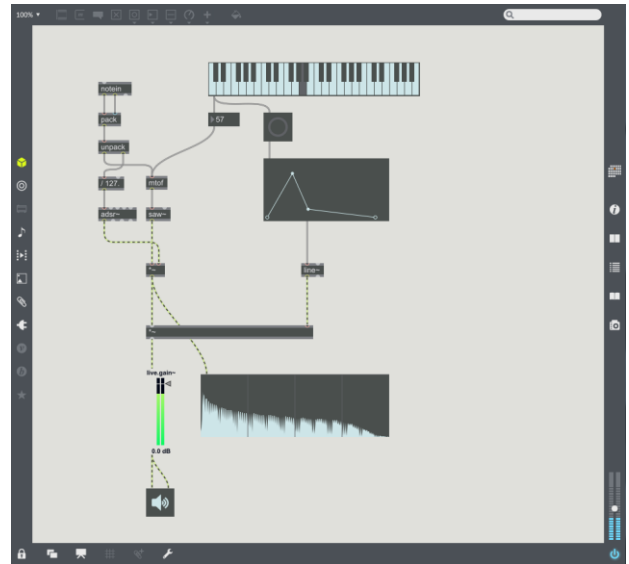 100%
notein
pack
57
unpack
/ 127.
mtof
adsr~
saw~
*~
line~
*~
live.gain~
0.0 dB